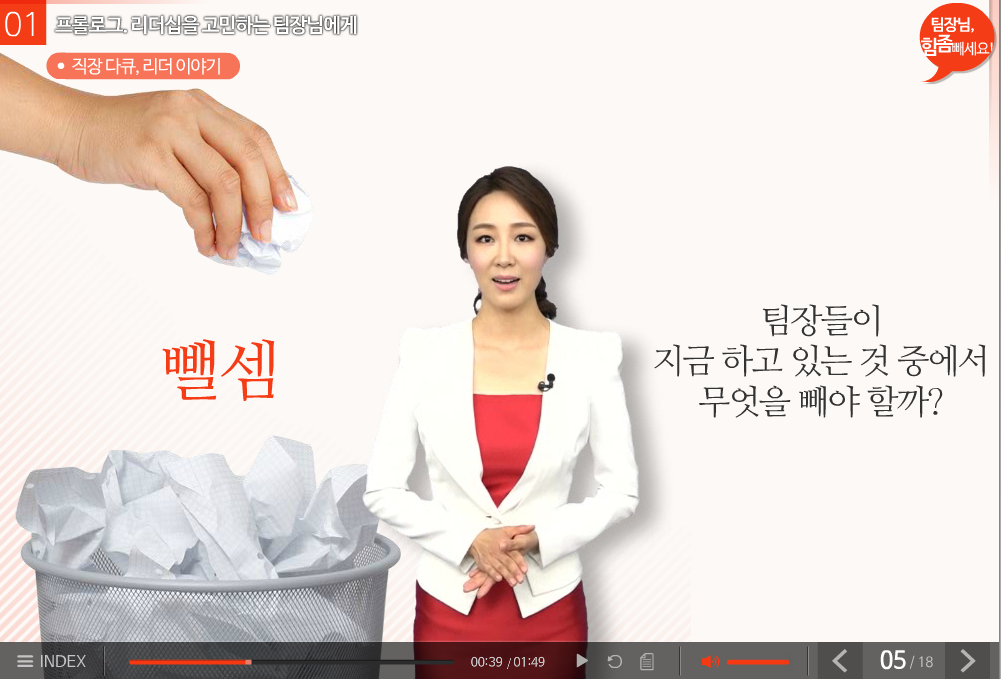 01 프롤로그. 리더십을 고민하는 팀장님에게
팀장님,
힘좀빼세요!
• 직장 다큐, 리더 이야기
뺄셈
팀장들이
지금 하고 있는 것 중에서
무엇을 빼야 할까?
INDEX 00:39 / 01:49 05 / 18